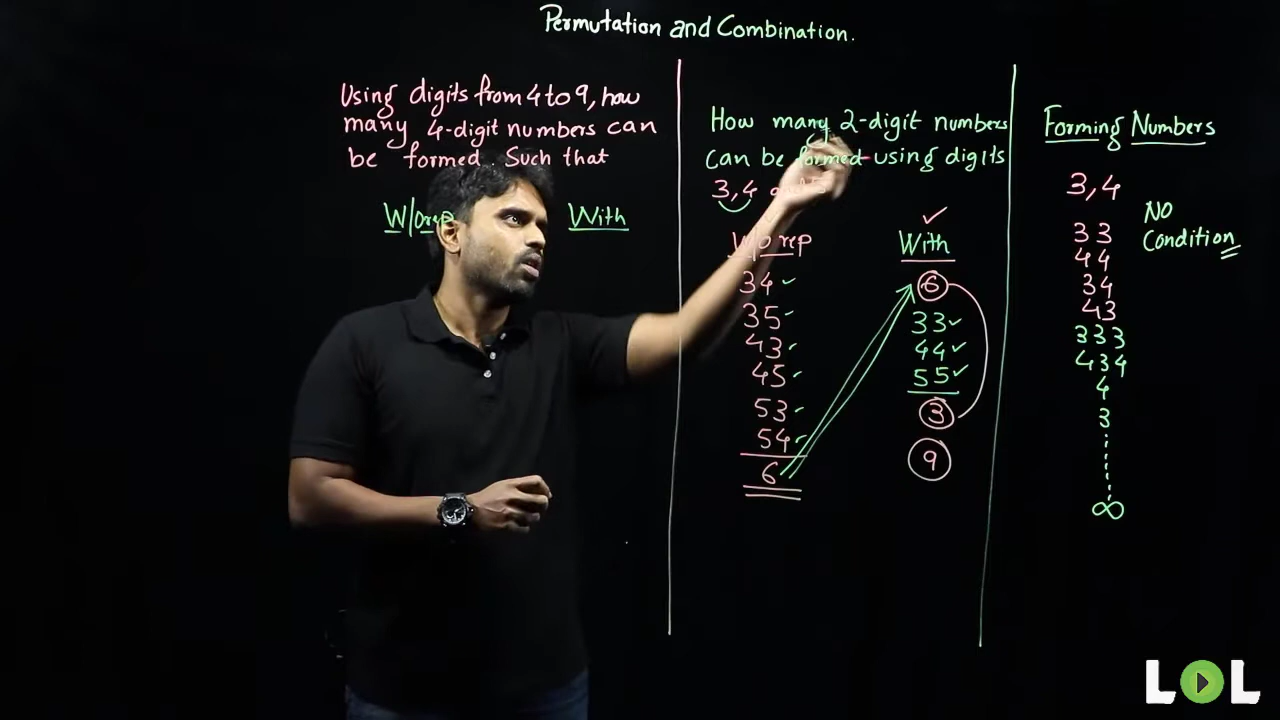 Permutation and Combination.
Using digits from 4 to 9, how
many 4-digit numbers can
be formed. Such that
W/O rep
With
How many 2-digit numbers
can be formed using digits
3,4
W/O rep
34
35
43
45
53
54
6
With
6
33
44
55
3
9
Forming Numbers
3,4
NO
Condition
33
44
34
43
333
434
4
3
∞
LOL